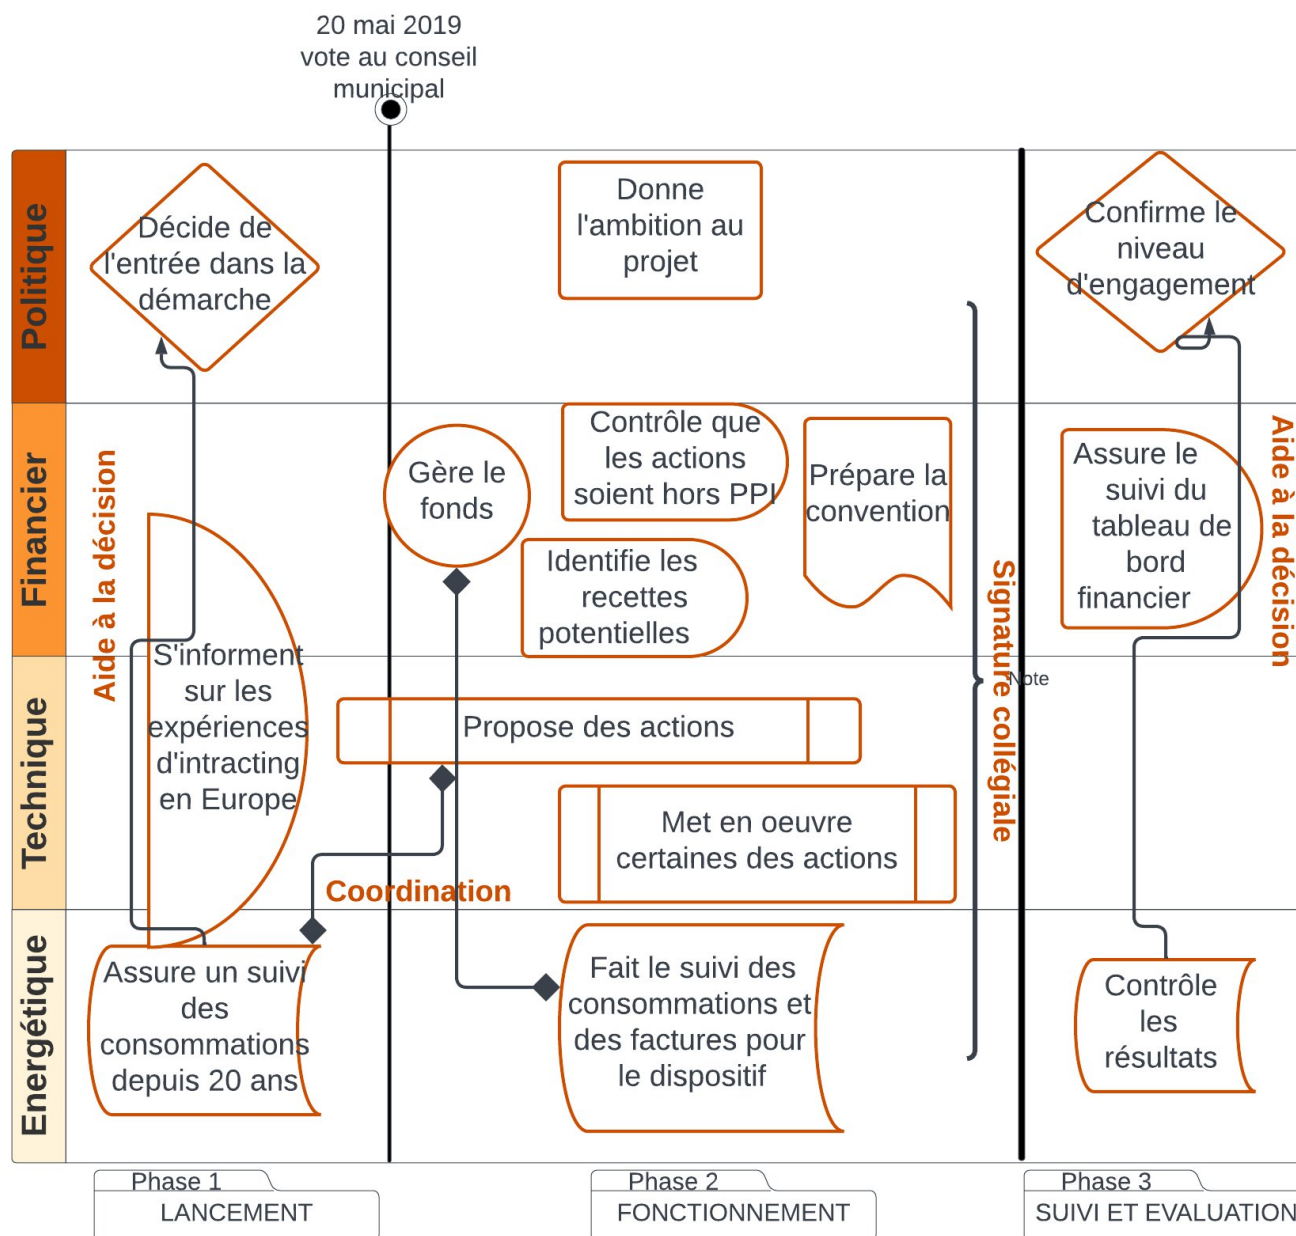 20 mai 2019
vote au conseil
municipal
Politique
Décide de
l'entrée dans la
démarche
Donne
l'ambition au
projet
Confirme le
niveau
d'engagement
Financier
Aide à la décision
Gère le
fonds
Contrôle que
les actions
soient hors PPI
Identifie les
recettes
potentielles
Prépare la
convention
Signature collégiale
Note
Assure le
suivi du
tableau de
bord
financier
Aide à la décision
Technique
S'informent
sur les
expériences
d'intracting
en Europe
Propose des actions
Met en oeuvre
certaines des actions
Coordination
Energétique
Assure un suivi
des
consommations
depuis 20 ans
Fait le suivi des
consommations et
des factures pour
le dispositif
Contrôle
les
résultats
Phase 1
LANCEMENT
Phase 2
FONCTIONNEMENT
Phase 3
SUIVI ET EVALUATION